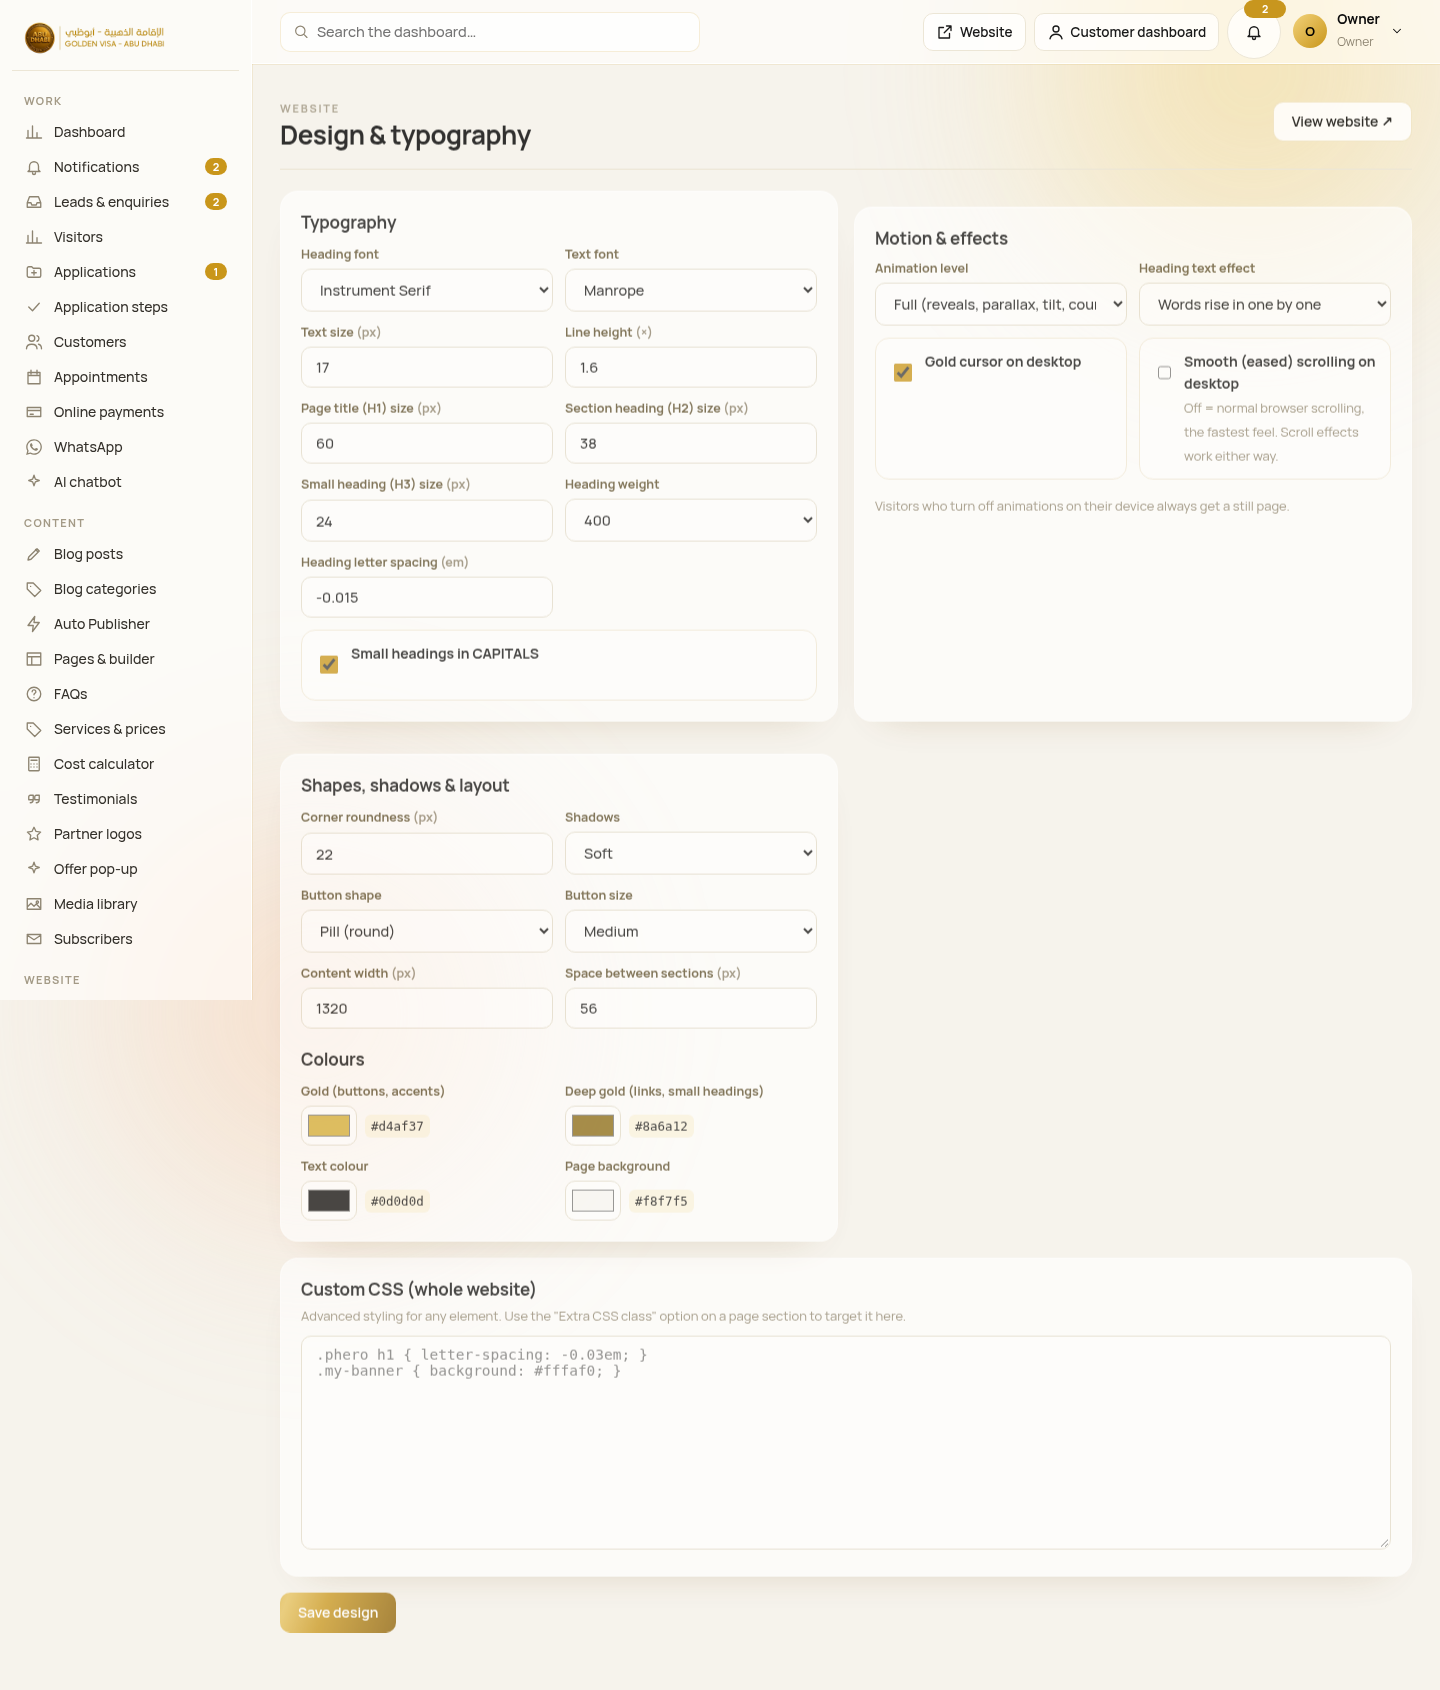 الإقامة الذهبية - أبوظبي
GOLDEN VISA - ABU DHABI
Search the dashboard...
Website
Customer dashboard
2
O
Owner
Owner
WORK
Dashboard
Notifications
2
Leads & enquiries
2
Visitors
Applications
1
Application steps
Customers
Appointments
Online payments
WhatsApp
AI chatbot
CONTENT
Blog posts
Blog categories
Auto Publisher
Pages & builder
FAQs
Services & prices
Cost calculator
Testimonials
Partner logos
Offer pop-up
Media library
Subscribers
WEBSITE
WEBSITE
Design & typography
View website ↗
Typography
Heading font
Text font
Instrument Serif
Manrope
Text size (px)
Line height (×)
17
1.6
Page title (H1) size (px)
Section heading (H2) size (px)
60
38
Small heading (H3) size (px)
Heading weight
24
400
Heading letter spacing (em)
-0.015
Small headings in CAPITALS
Motion & effects
Animation level
Heading text effect
Full (reveals, parallax, tilt, cour
Words rise in one by one
Gold cursor on desktop
Smooth (eased) scrolling on
desktop
Off = normal browser scrolling,
the fastest feel. Scroll effects
work either way.
Visitors who turn off animations on their device always get a still page.
Shapes, shadows & layout
Corner roundness (px)
Shadows
22
Soft
Button shape
Button size
Pill (round)
Medium
Content width (px)
Space between sections (px)
1320
56
Colours
Gold (buttons, accents)
Deep gold (links, small headings)
#d4af37
#8a6a12
Text colour
Page background
#0d0d0d
#f8f7f5
Custom CSS (whole website)
Advanced styling for any element. Use the "Extra CSS class" option on a page section to target it here.
.phero h1 { letter-spacing: -0.03em; }
.my-banner { background: #fffaf0; }
Save design